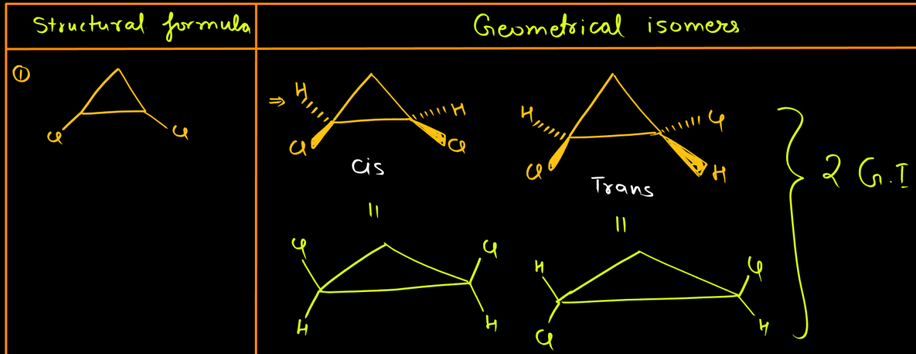 Structural formula
Geometrical isomers
①
Cl Cl
⇒ H H
Cl Cl
Cis
H Cl
Cl H
Trans
=
=
Cl Cl
H H
H Cl
Cl H
2 G.I